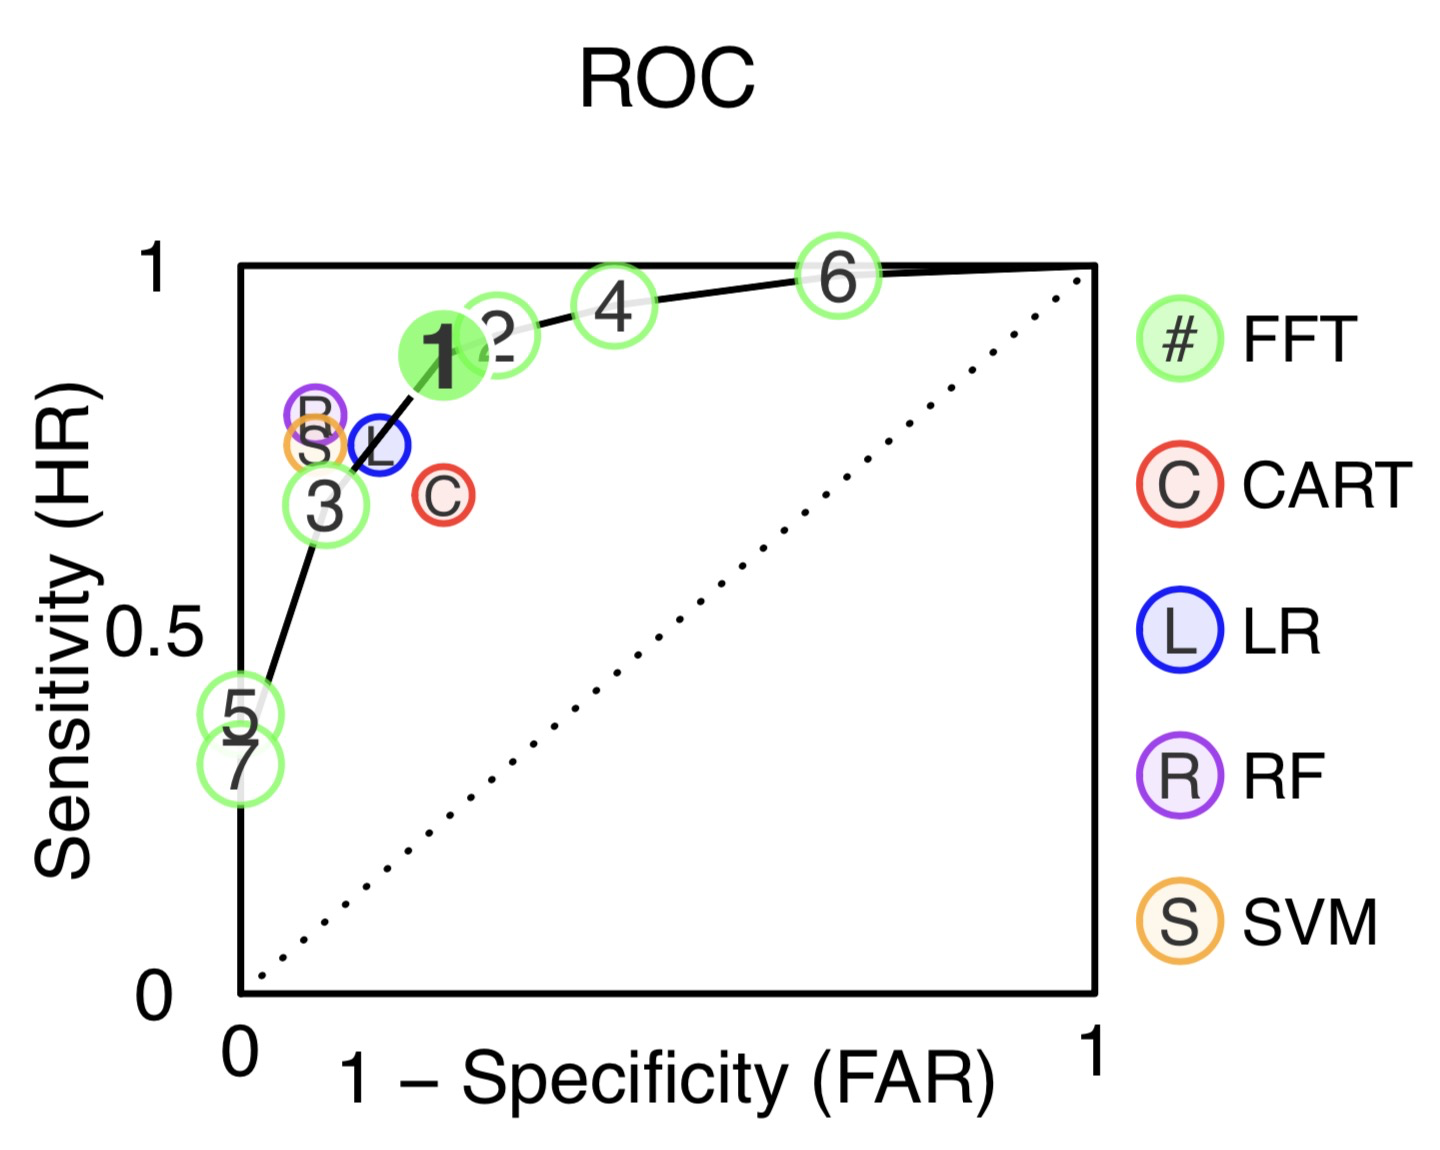 ROC
1
0.5
0
Sensitivity (HR)
0
1
1 – Specificity (FAR)
1
2
3
4
5
6
7
R
S
L
C
# FFT
C CART
L LR
R RF
S SVM